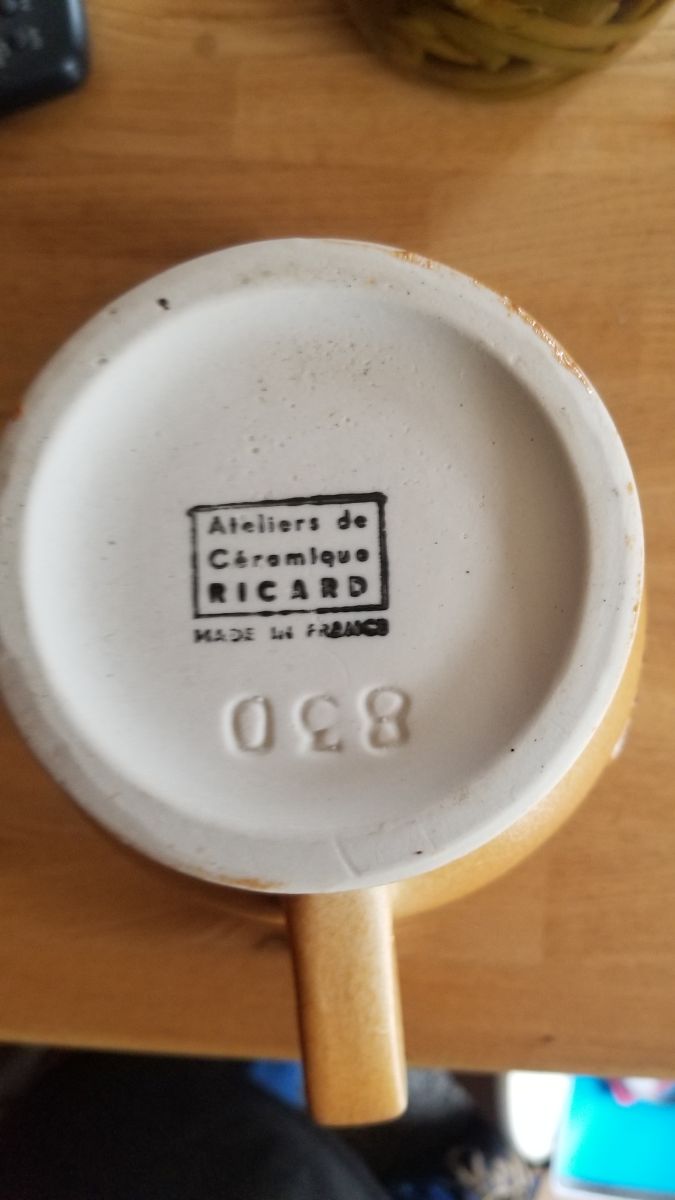 Ateliers de
Céramique
RICARD
MADE IN FRANCE
830